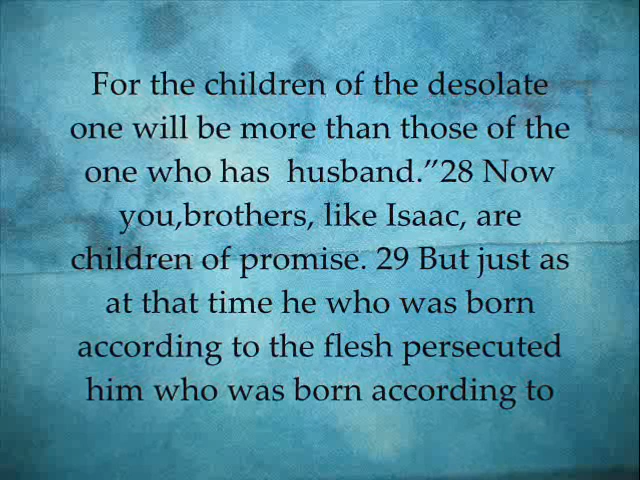 For the children of the desolate
one will be more than those of the
one who has  husband.”28 Now
you,brothers, like Isaac, are
children of promise. 29 But just as
at that time he who was born
according to the flesh persecuted
him who was born according to